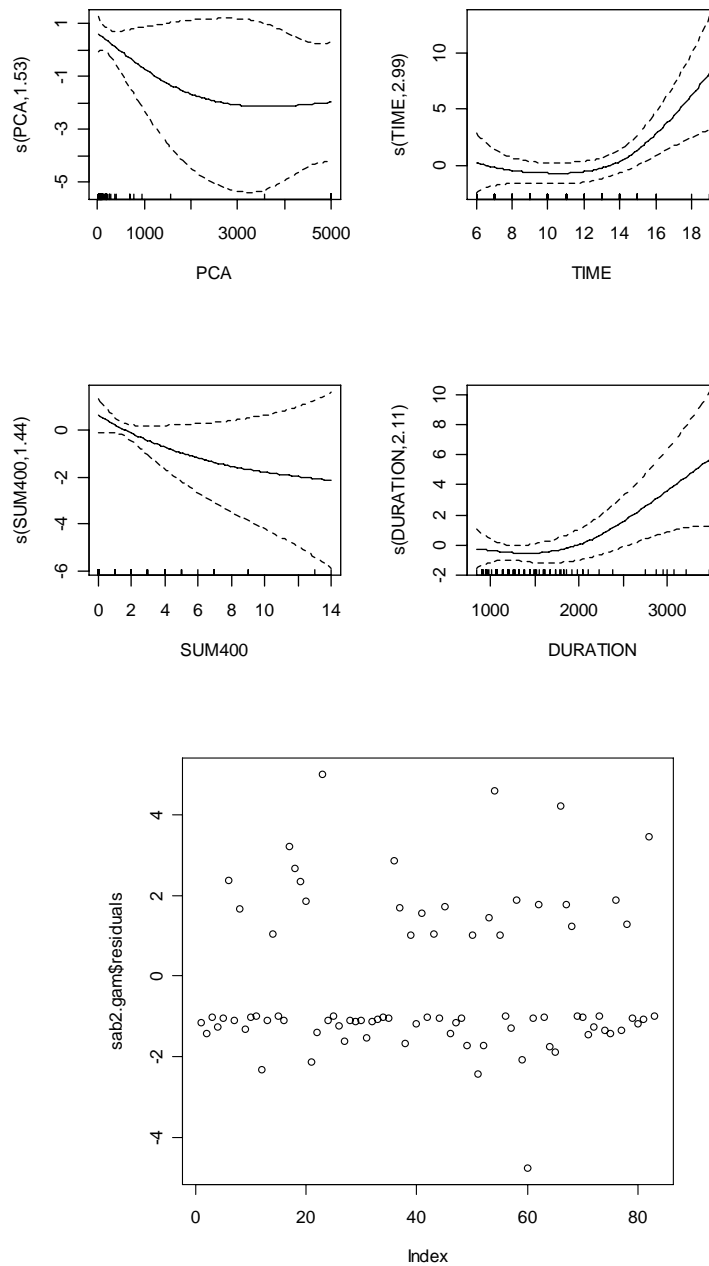 s(PCA,1.53)
1
-1
-3
-5
0 1000 3000 5000
PCA
s(TIME,2.99)
10
5
0
6 8 10 12 14 16 18
TIME
s(SUM400,1.44)
0
-2
-4
-6
0 2 4 6 8 10 14
SUM400
s(DURATION,2.11)
10
8
6
4
2
0
-2
1000 2000 3000
DURATION
sab2.gam$residuals
4
2
0
-2
-4
0 20 40 60 80
Index